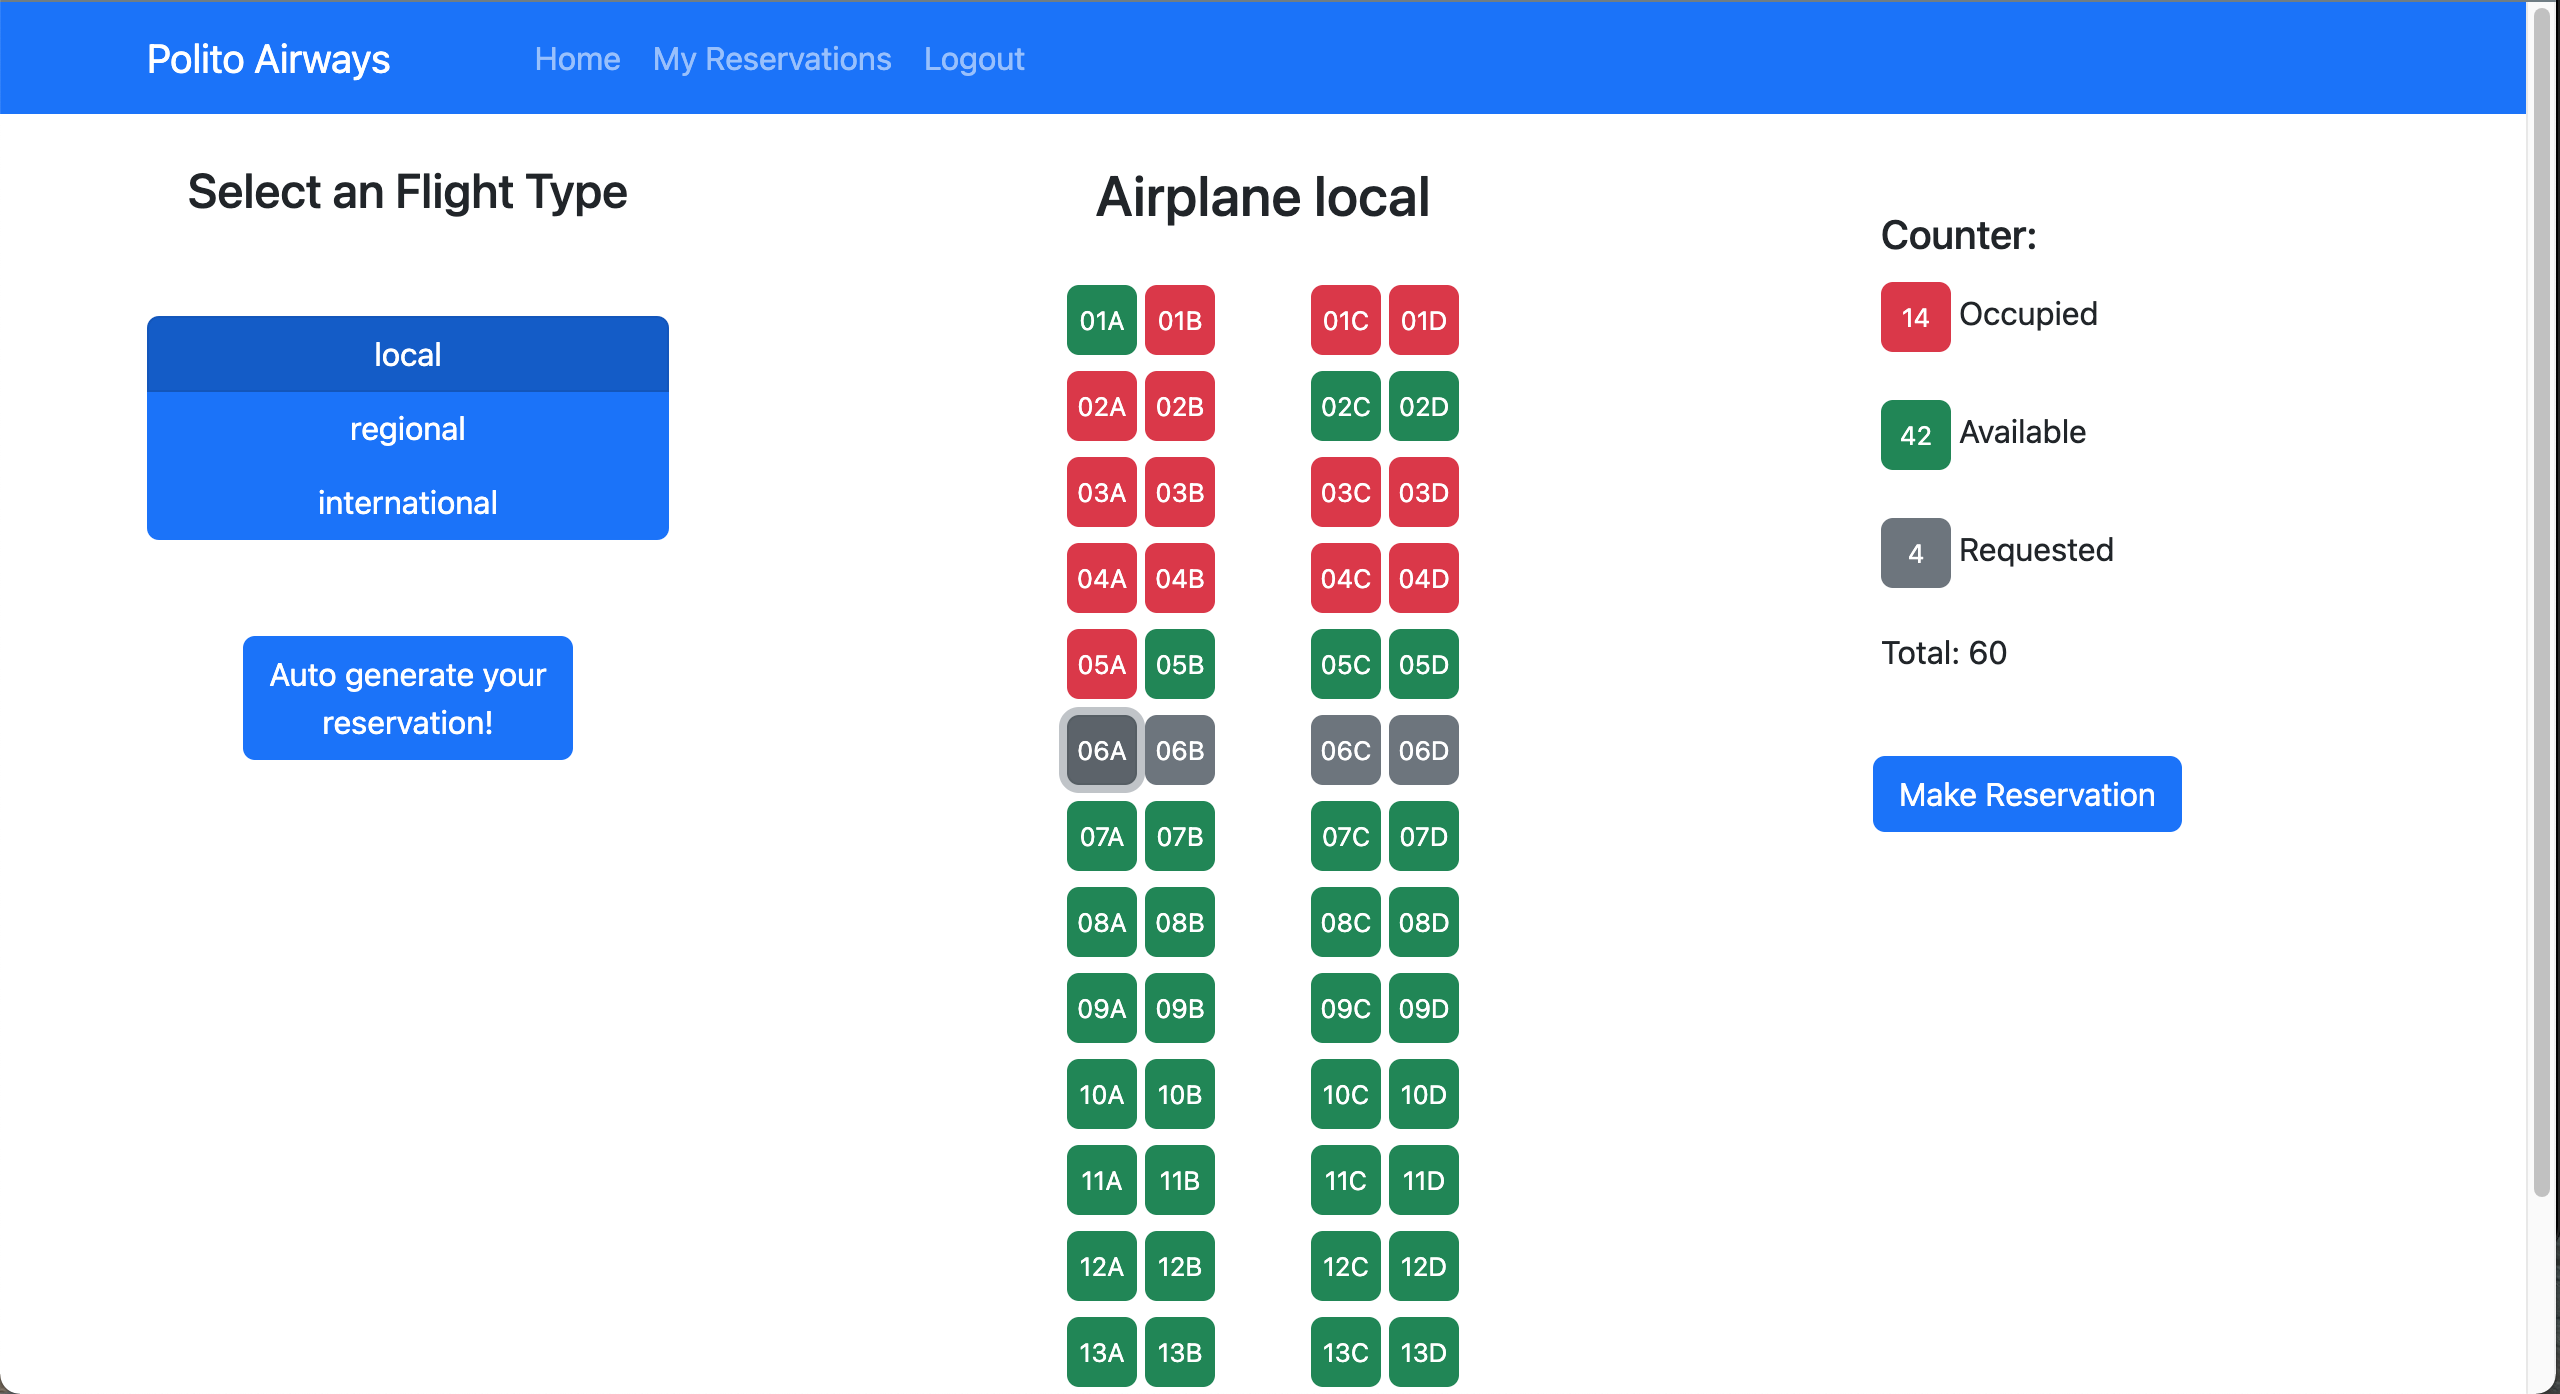 Polito Airways Home My Reservations Logout
Select an Flight Type
local
regional
international
Auto generate your
reservation!
Airplane local
01A 01B 01C 01D
02A 02B 02C 02D
03A 03B 03C 03D
04A 04B 04C 04D
05A 05B 05C 05D
06A 06B 06C 06D
07A 07B 07C 07D
08A 08B 08C 08D
09A 09B 09C 09D
10A 10B 10C 10D
11A 11B 11C 11D
12A 12B 12C 12D
13A 13B 13C 13D
Counter:
14 Occupied
42 Available
4 Requested
Total: 60
Make Reservation